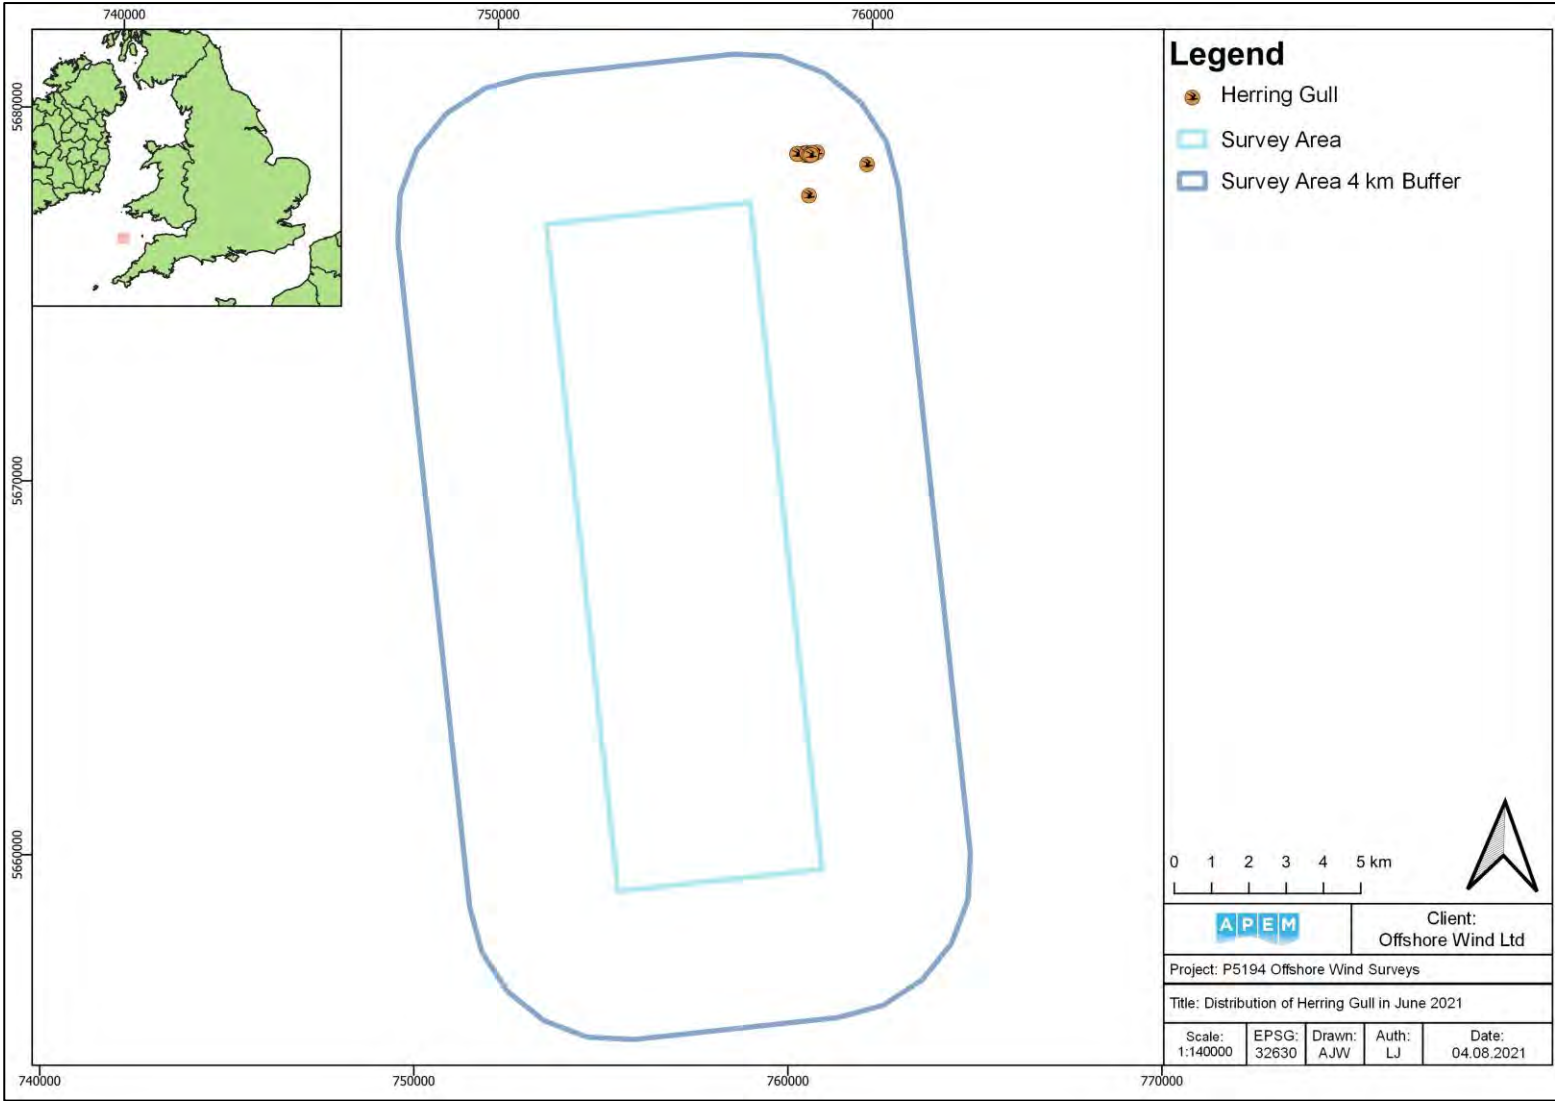 740000 750000 760000
5680000
5670000
5660000
740000 750000 760000 770000
Legend
Herring Gull
Survey Area
Survey Area 4 km Buffer
0 1 2 3 4 5 km
APEM
Client:
Offshore Wind Ltd
Project: P5194 Offshore Wind Surveys
Title: Distribution of Herring Gull in June 2021
Scale:
1:140000
EPSG:
32630
Drawn:
AJW
Auth:
LJ
Date:
04.08.2021